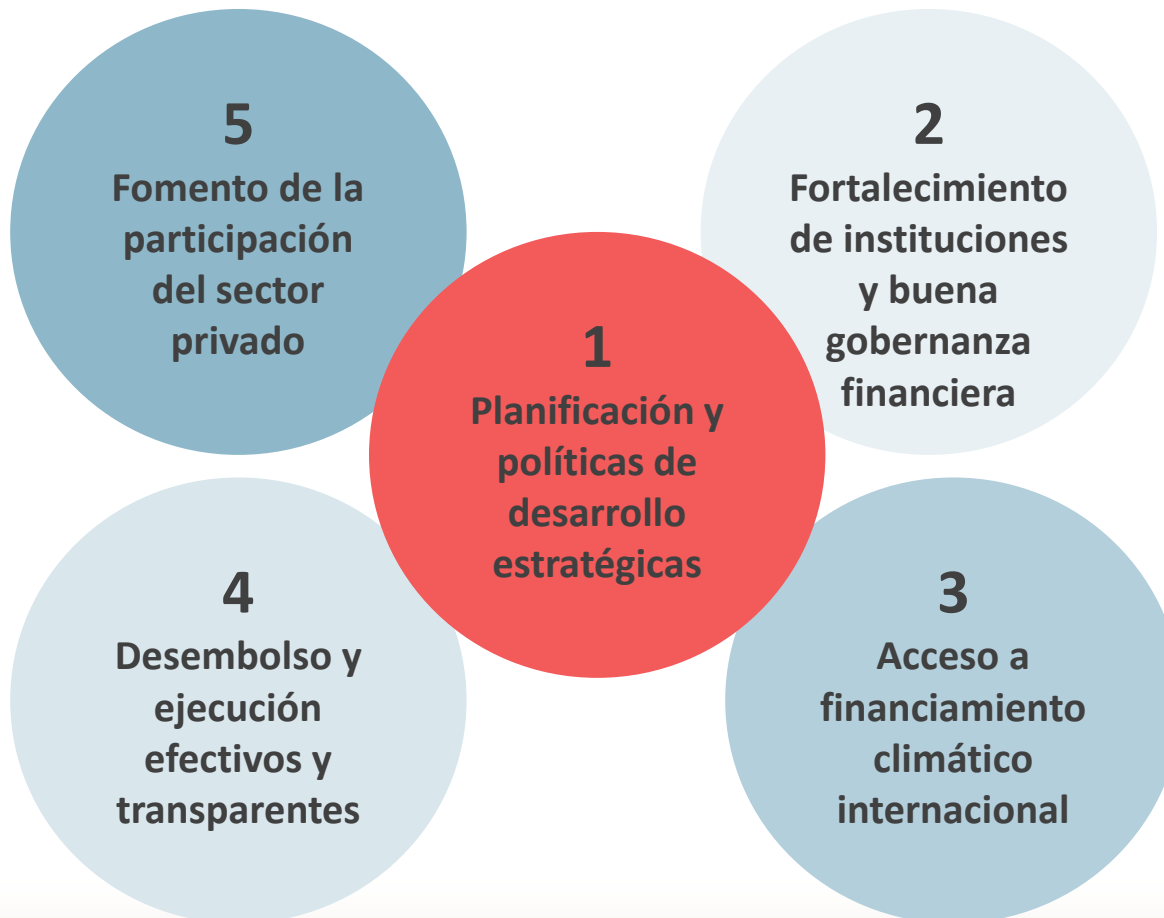 5
Fomento de la
participación
del sector
privado
2
Fortalecimiento
de instituciones
y buena
gobernanza
financiera
1
Planificación y
políticas de
desarrollo
estratégicas
4
Desembolso y
ejecución
efectivos y
transparentes
3
Acceso a
financiamiento
climático
internacional